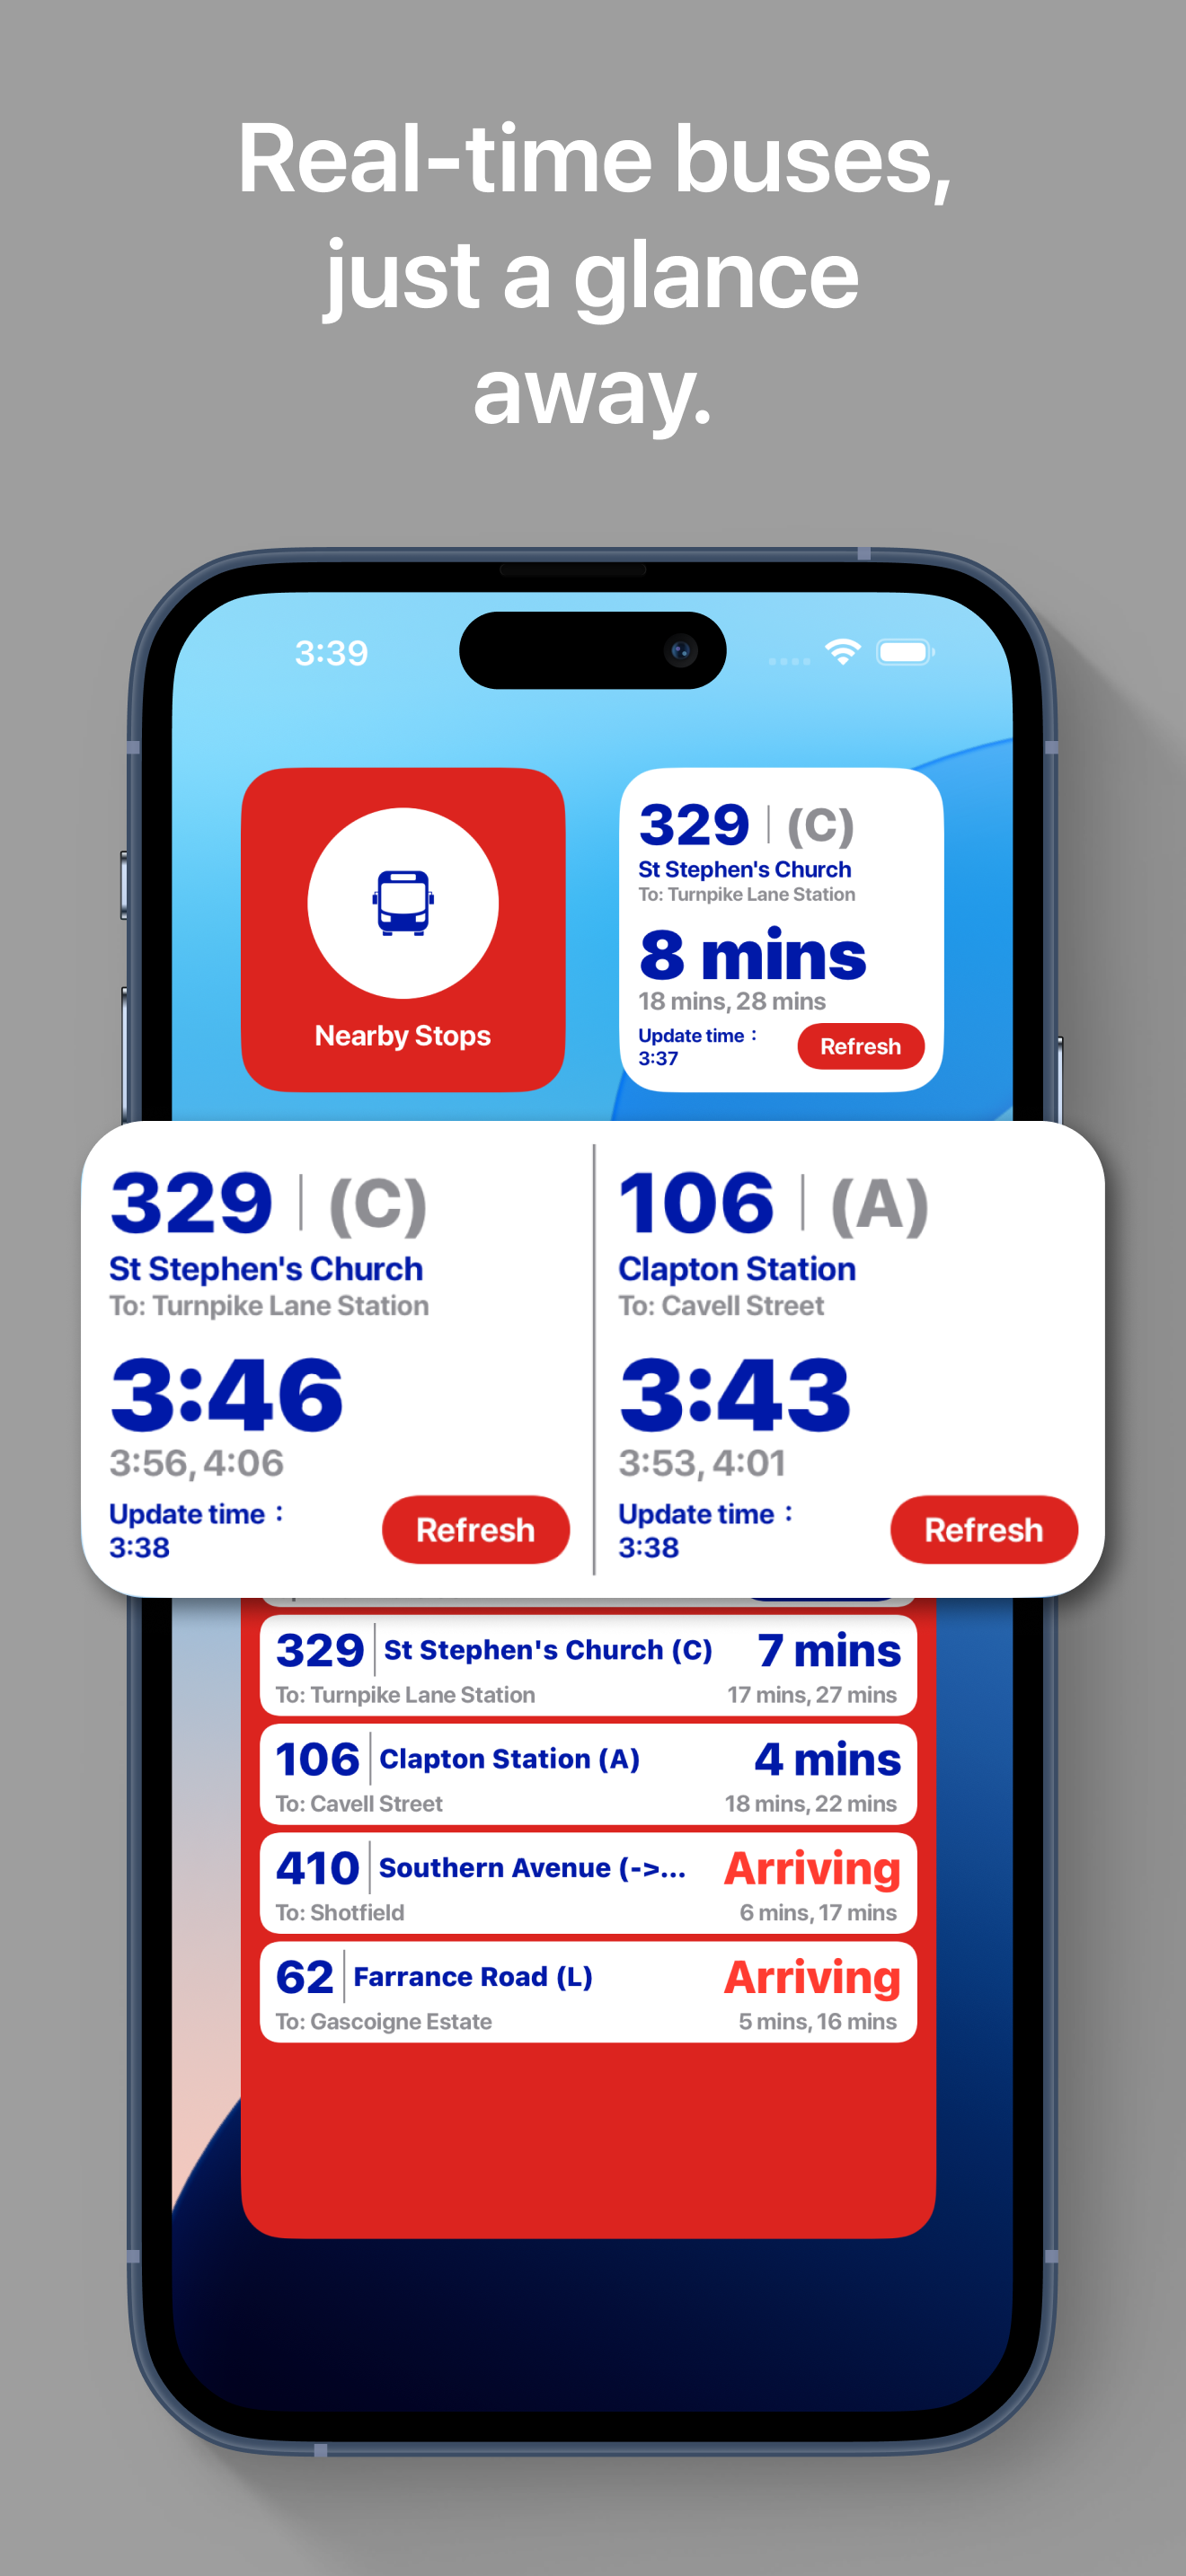 Real-time buses,
just a glance
away.
3:39
Nearby Stops
329 | (C)
St Stephen's Church
To: Turnpike Lane Station
8 mins
18 mins, 28 mins
Update time :
3:37
Refresh
329 | (C)
St Stephen's Church
To: Turnpike Lane Station
3:46
3:56, 4:06
Update time :
3:38
Refresh
106 | (A)
Clapton Station
To: Cavell Street
3:43
3:53, 4:01
Update time :
3:38
Refresh
329 | St Stephen's Church (C) 7 mins
To: Turnpike Lane Station 17 mins, 27 mins
106 | Clapton Station (A) 4 mins
To: Cavell Street 18 mins, 22 mins
410 | Southern Avenue (->... Arriving
To: Shotfield 6 mins, 17 mins
62 | Farrance Road (L) Arriving
To: Gascoigne Estate 5 mins, 16 mins